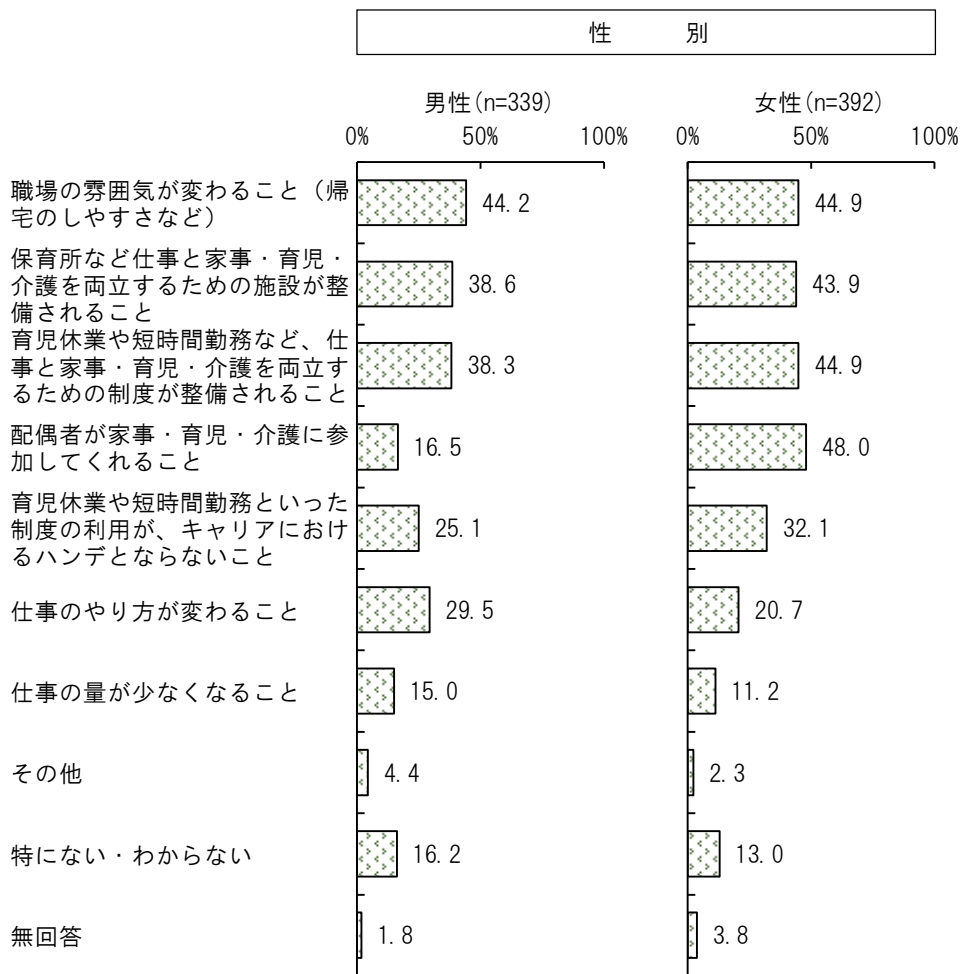 性 別
男性(n=339) 女性(n=392)
0% 50% 100% 0% 50% 100%
職場の雰囲気が変わること（帰
宅のしやすさなど）
44.2 44.9
保育所など仕事と家事・育児・
介護を両立するための施設が整
備されること
38.6 43.9
育児休業や短時間勤務など、仕
事と家事・育児・介護を両立す
るための制度が整備されること
38.3 44.9
配偶者が家事・育児・介護に参
加してくれること
16.5 48.0
育児休業や短時間勤務といった
制度の利用が、キャリアにおけ
るハンデとならないこと
25.1 32.1
仕事のやり方が変わること 29.5 20.7
仕事の量が少なくなること 15.0 11.2
その他 4.4 2.3
特にない・わからない 16.2 13.0
無回答 1.8 3.8